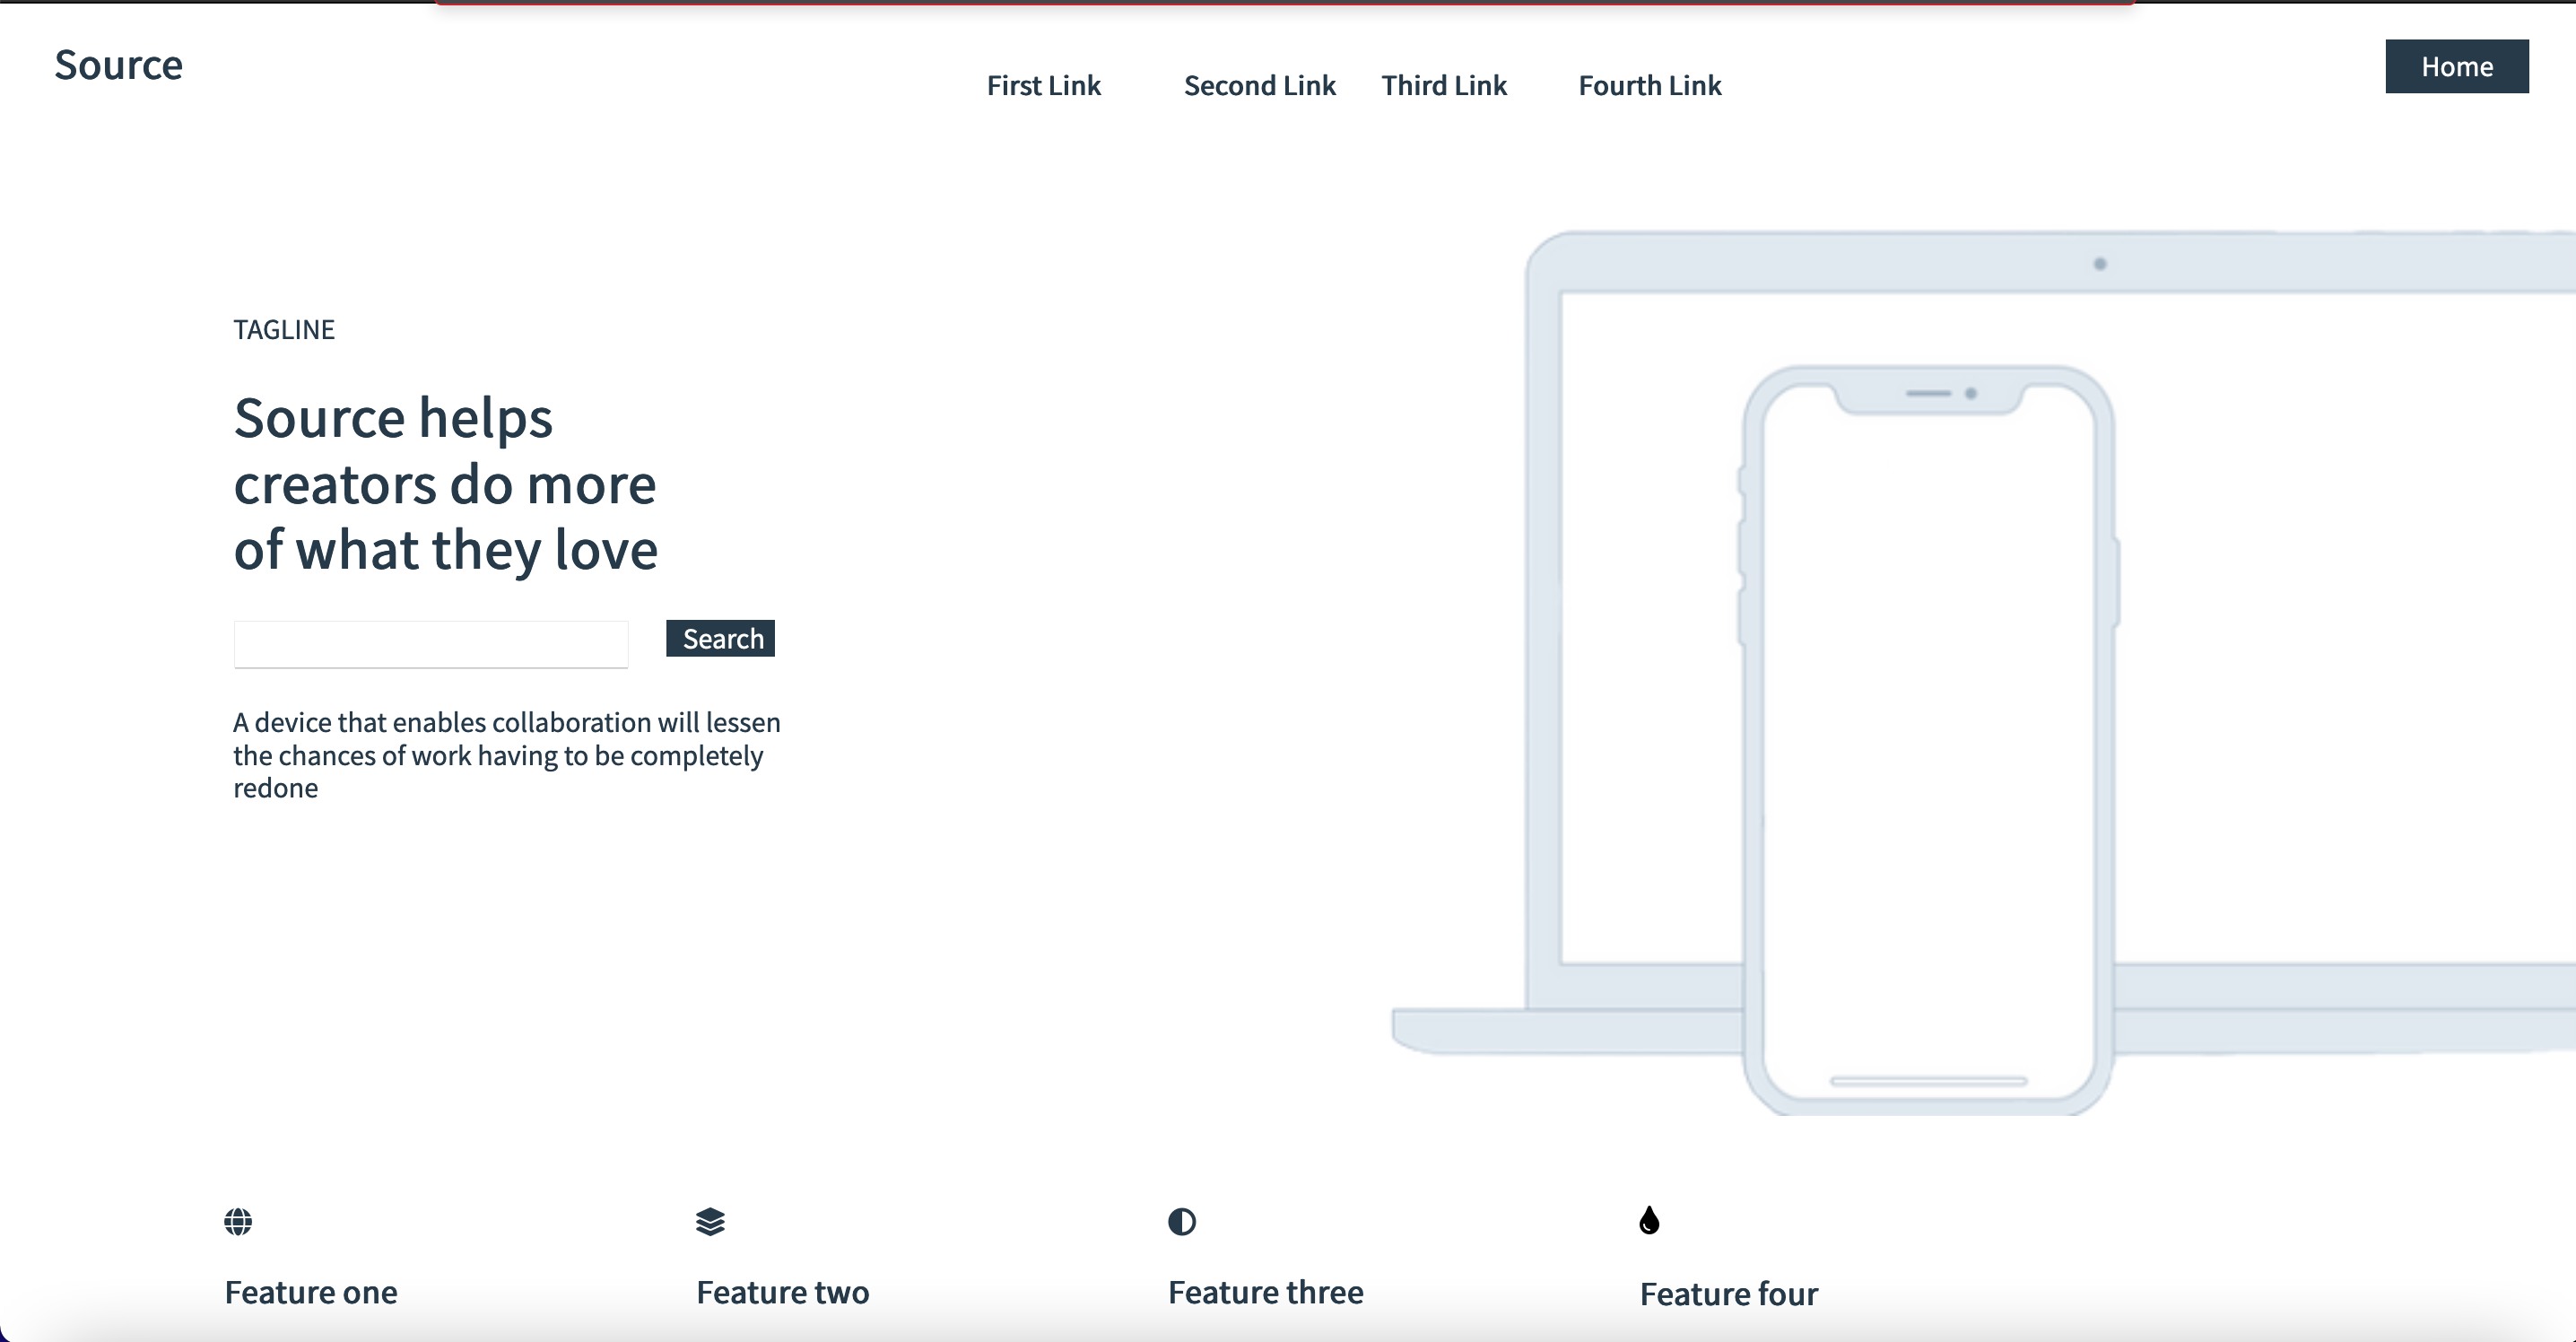 Source
First Link
Second Link
Third Link
Fourth Link
Home
TAGLINE
Source helps
creators do more
of what they love
Search
A device that enables collaboration will lessen
the chances of work having to be completely
redone
Feature one
Feature two
Feature three
Feature four